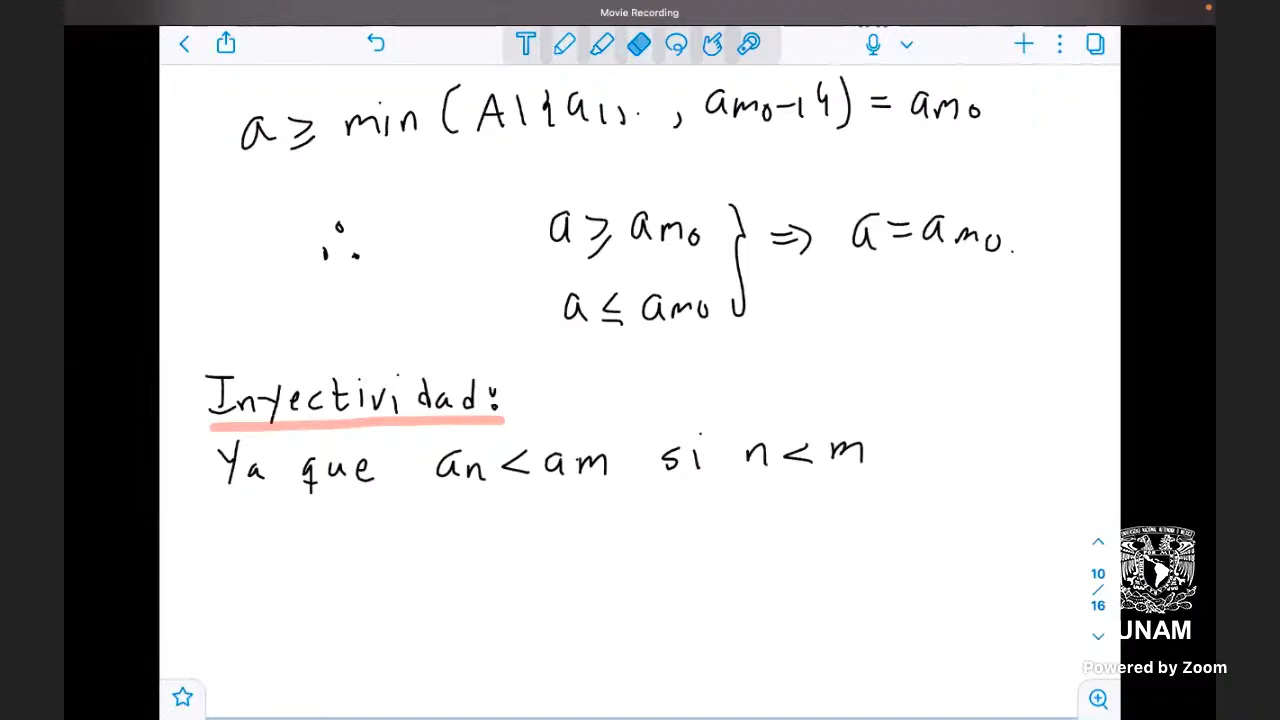 Movie Recording
a ≥ min (A \ {a1, . , am0-1}) = am0
∴ a ≥ am0 } ⇒ a = am0.
a ≤ am0
Inyectividad:
Ya que an < am si n < m
10
/
16
UNAM
Powered by Zoom